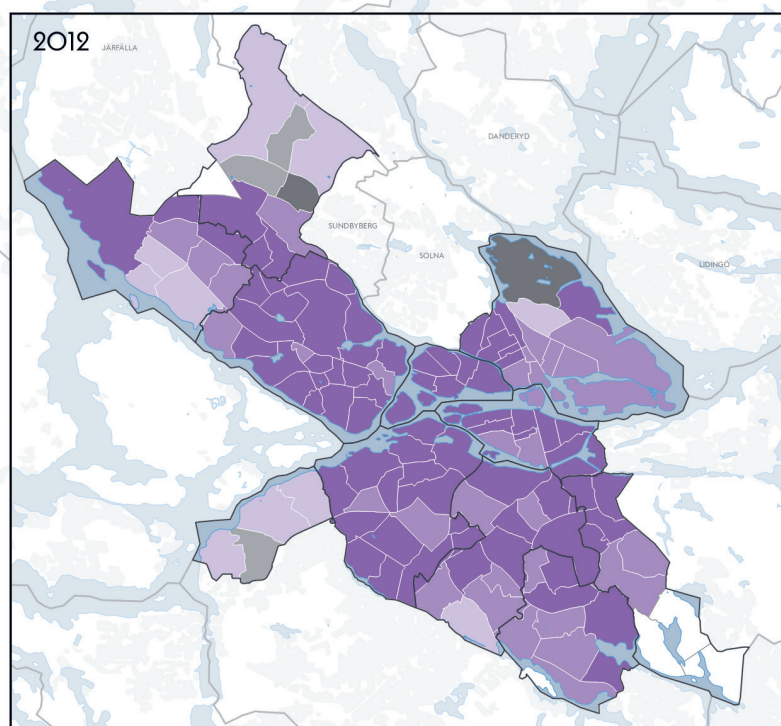 2012
JÄRFÄLLA
DANDERYD
SUNDBYBERG
SOLNA
LIDINGÖ